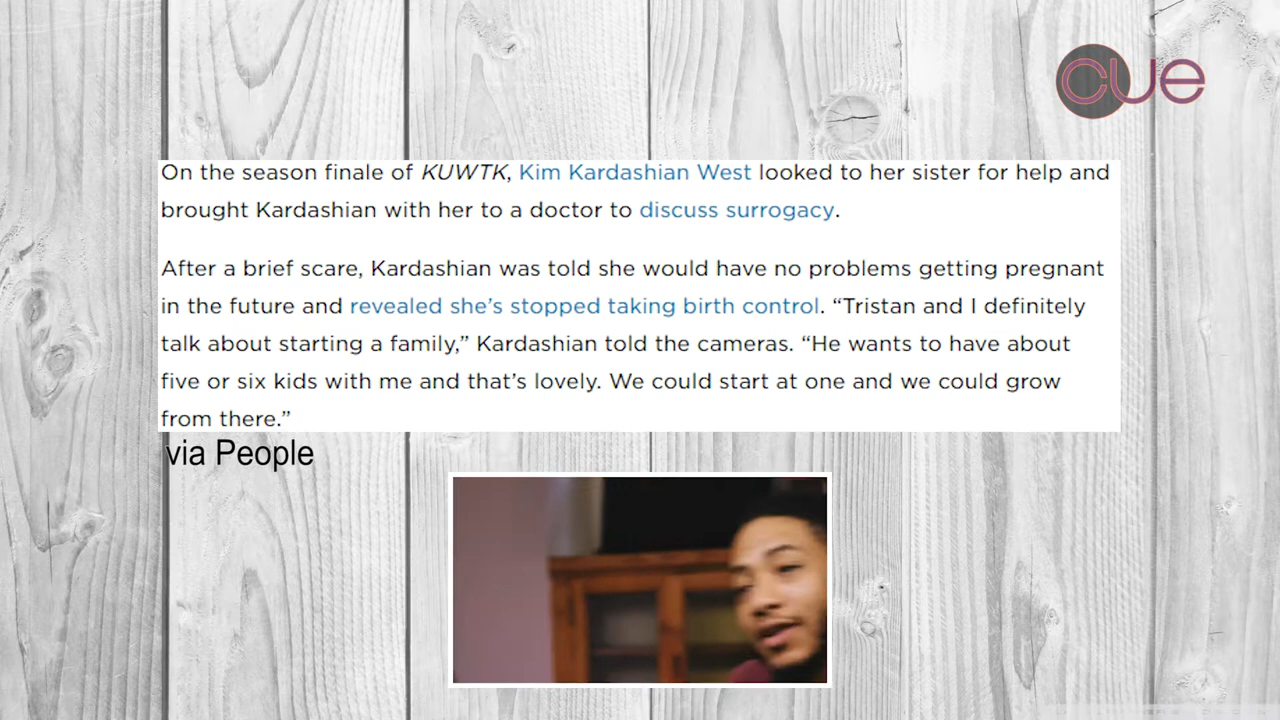 cue
On the season finale of KUWTK, Kim Kardashian West looked to her sister for help and
brought Kardashian with her to a doctor to discuss surrogacy.
After a brief scare, Kardashian was told she would have no problems getting pregnant
in the future and revealed she’s stopped taking birth control. “Tristan and I definitely
talk about starting a family,” Kardashian told the cameras. “He wants to have about
five or six kids with me and that’s lovely. We could start at one and we could grow
from there.”
via People